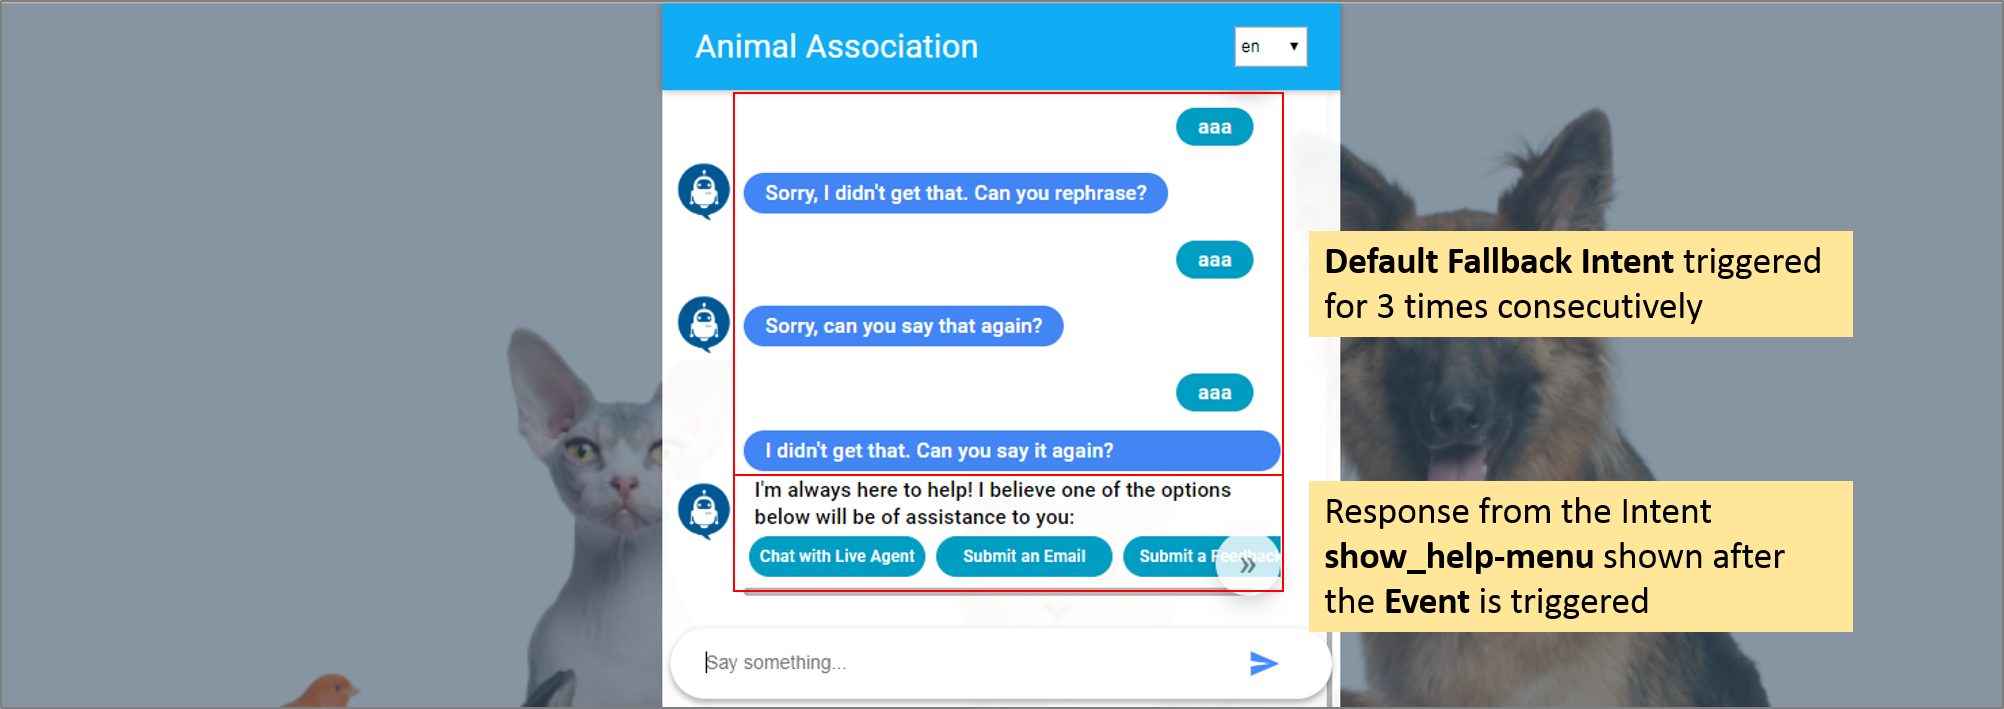 Animal Association
en
aaa
Sorry, I didn't get that. Can you rephrase?
aaa
Sorry, can you say that again?
aaa
I didn't get that. Can you say it again?
I'm always here to help! I believe one of the options
below will be of assistance to you:
Chat with Live Agent
Submit an Email
Submit a Feedback
Say something...
Default Fallback Intent triggered
for 3 times consecutively
Response from the Intent
show_help-menu shown after
the Event is triggered